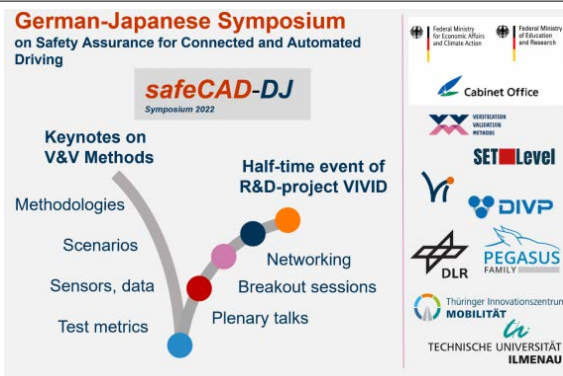 German-Japanese Symposium
on Safety Assurance for Connected and Automated
Driving
safeCAD-DJ
Symposium 2022
Keynotes on
V&V Methods
Methodologies
Scenarios
Sensors, data
Test metrics
Half-time event of
R&D-project VIVID
Networking
Breakout sessions
Plenary talks
Federal Ministry
for Economic Affairs
and Climate Action
Federal Ministry
of Education
and Research
Cabinet Office
VERIFICATION
VALIDATION
METHODS
SET Level
Vi
DIVP
DLR
PEGASUS
FAMILY
Thüringer Innovationszentrum
MOBILITÄT
th
TECHNISCHE UNIVERSITÄT
ILMENAU